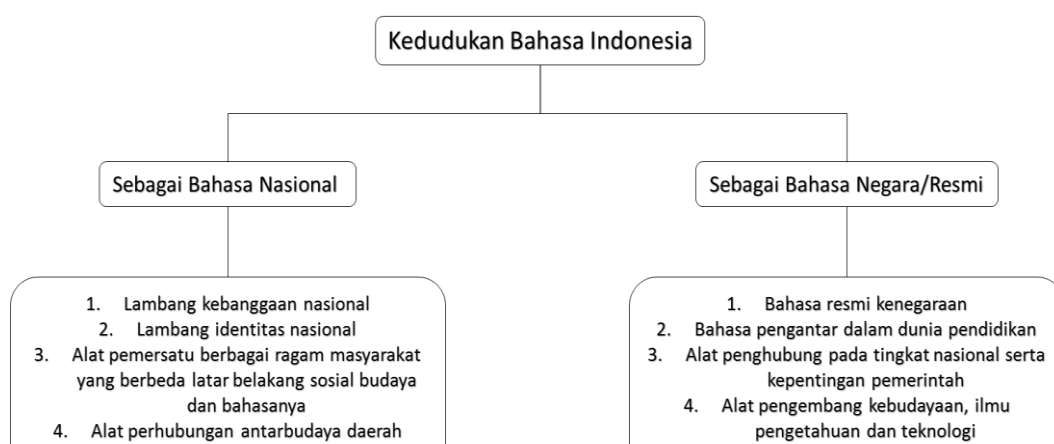 Kedudukan Bahasa Indonesia
Sebagai Bahasa Nasional
Sebagai Bahasa Negara/Resmi
1. Lambang kebanggaan nasional
2. Lambang identitas nasional
3. Alat pemersatu berbagai ragam masyarakat
yang berbeda latar belakang sosial budaya
dan bahasanya
4. Alat perhubungan antarbudaya daerah
1. Bahasa resmi kenegaraan
2. Bahasa pengantar dalam dunia pendidikan
3. Alat penghubung pada tingkat nasional serta
kepentingan pemerintah
4. Alat pengembang kebudayaan, ilmu
pengetahuan dan teknologi